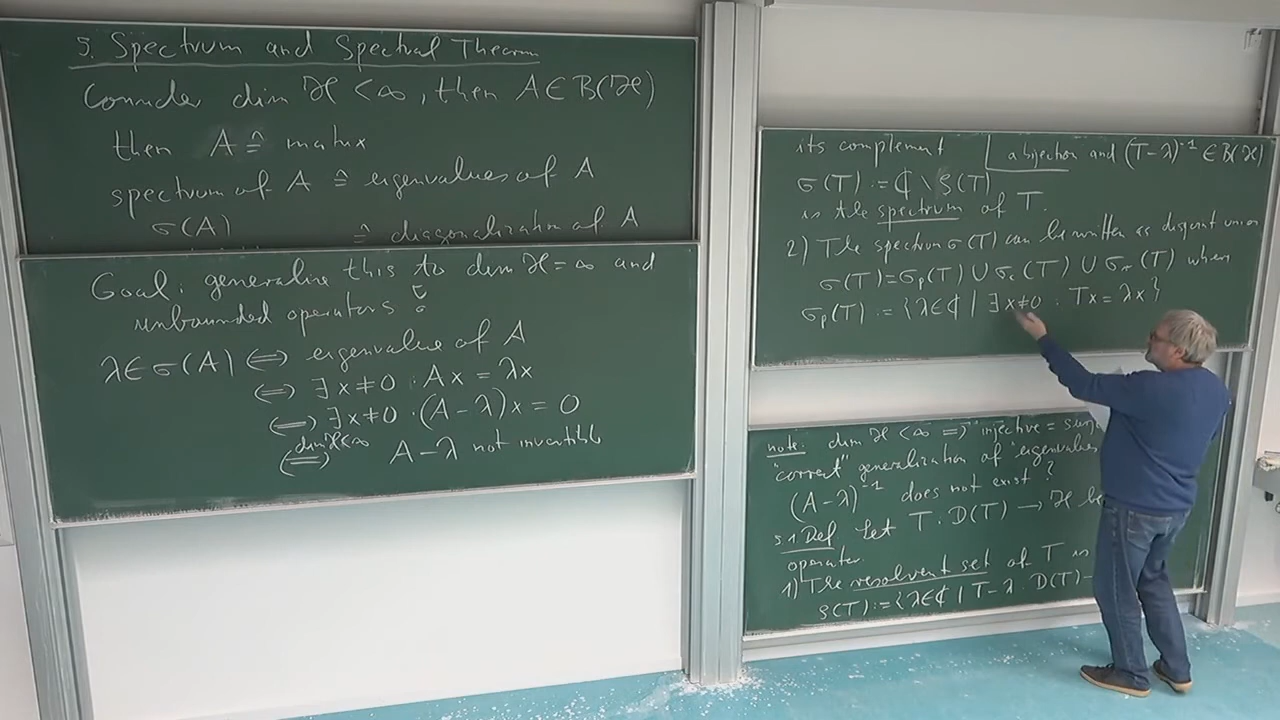 5. Spectrum and Spectral Theorem
Consider dim ℋ < ∞, then A ∈ B(ℋ)
then A ≙ matrix
spectrum of A ≙ eigenvalues of A
σ(A)
≙ diagonalization of A
Goal: generalize this to dim ℋ = ∞ and
unbounded operators!
λ ∈ σ(A) ⟺ eigenvalue of A
⟺ ∃ x ≠ 0 : Ax = λx
⟺ ∃ x ≠ 0 : (A − λ)x = 0
dim ℋ < ∞
⟺ A − λ not invertible
note: dim ℋ < ∞ ⟹ injective =
"correct" generalization of "eigenvalues
(A − λ)⁻¹ does not exist ?
5.1. Def Let T : D(T) → ℋ be
operator.
1) The resolvent set of T is
ρ(T) := {λ ∈ ℂ | T − λ : D(T) −
its complement
a bijection and (T − λ)⁻¹ ∈ B(ℋ)
σ(T) := ℂ \ ρ(T)
is the spectrum of T.
2) The spectrum σ(T) can be written as disjoint union
σ(T) = σₚ(T) ∪ σ_c(T) ∪ σᵣ(T) where
σₚ(T) := {λ ∈ ℂ | ∃ x ≠ 0 : Tx = λx}